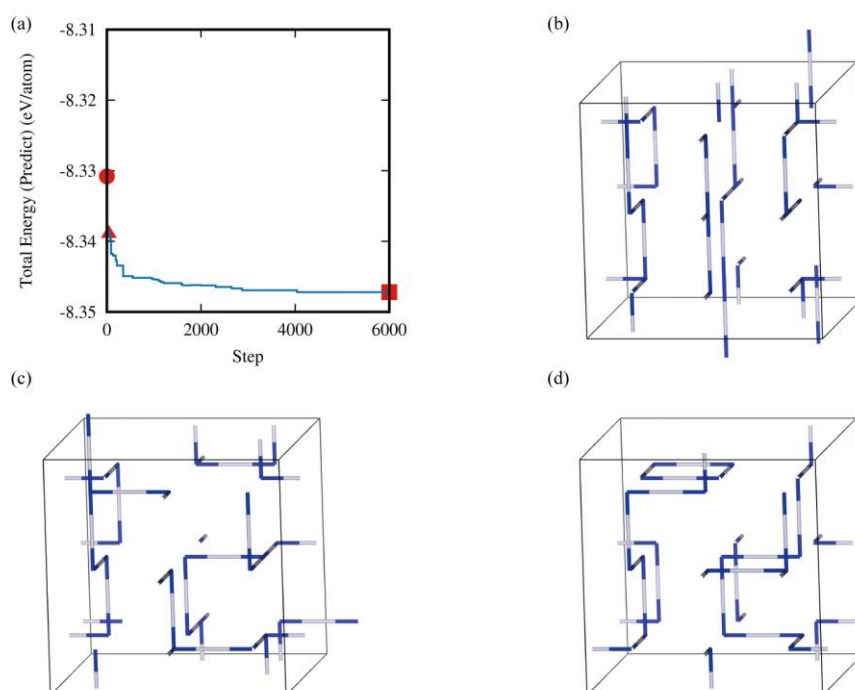 (a)
-8.31
-8.32
-8.33
-8.34
-8.35
Total Energy (Predict) (eV/atom)
0
2000
4000
6000
Step
(b)
(c)
(d)